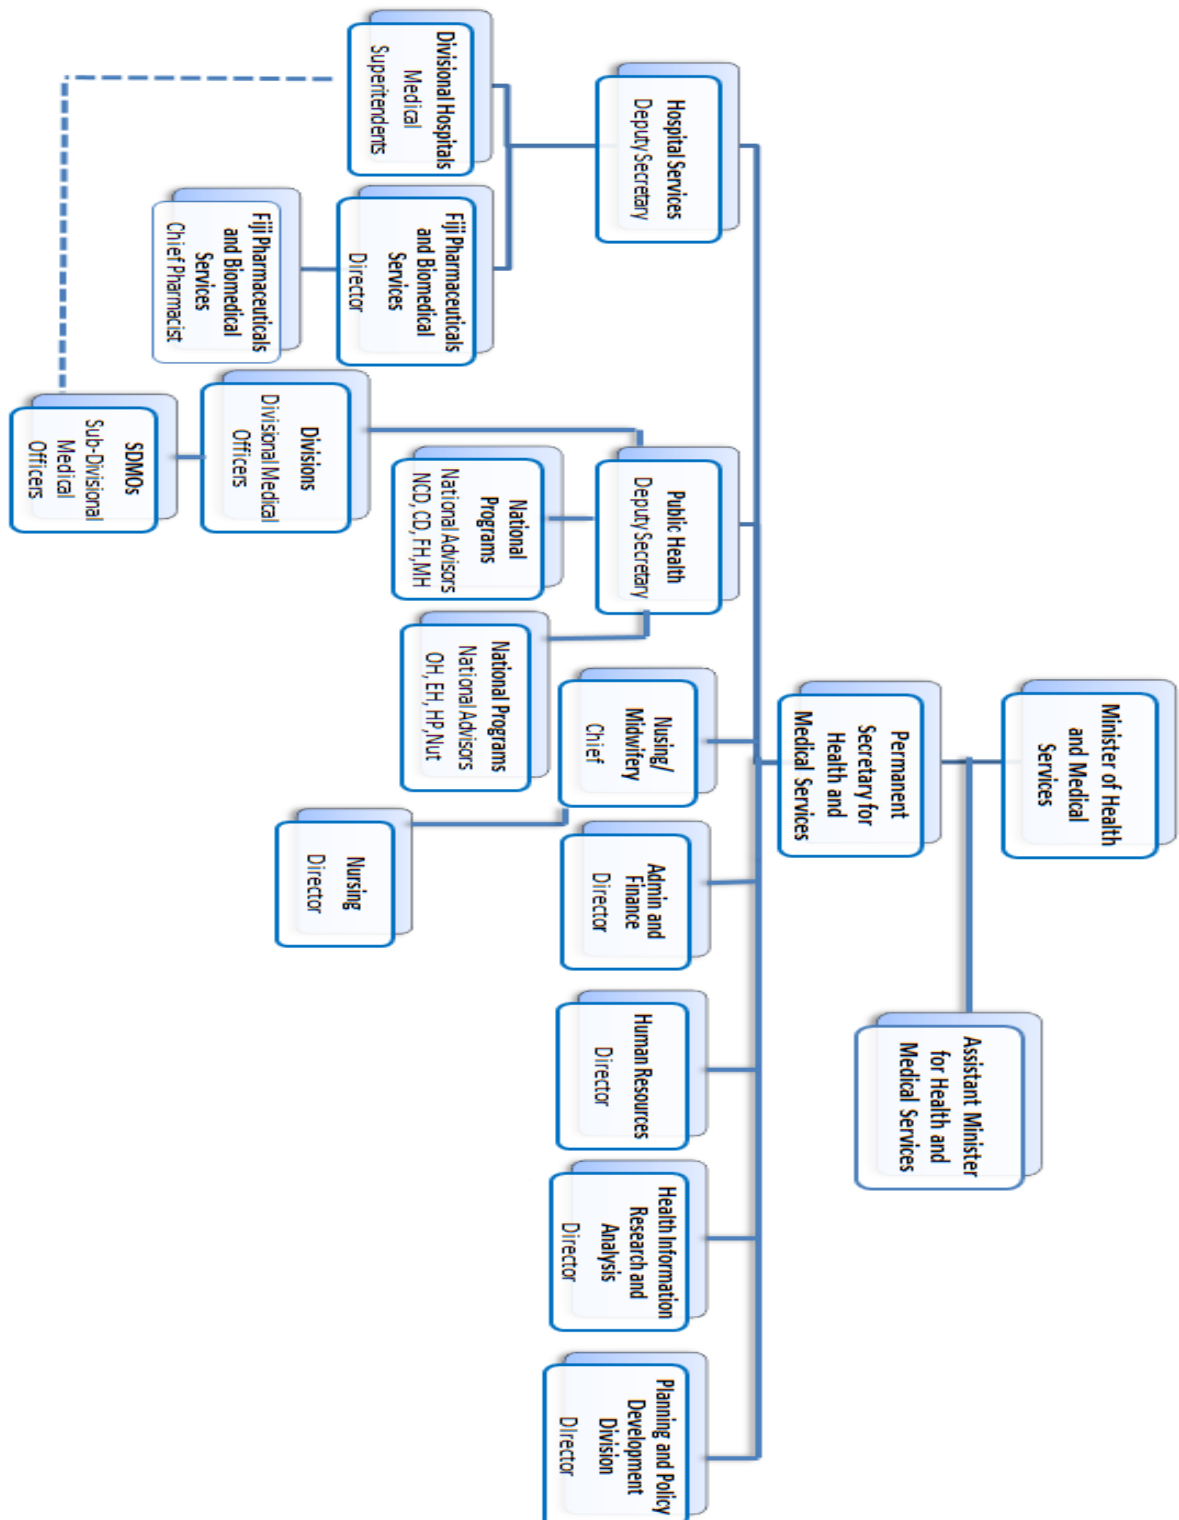 Minister of Health
and Medical
Services
Assistant Minister
for Health and
Medical Services
Permanent
Secretary for
Health and
Medical Services
Hospital Services
Deputy Secretary
Public Health
Deputy Secretary
Nusing/
Midwifery
Chief
Admin and
Finance
Director
Human Resources
Director
Health Information
Research and
Analysis
Director
Planning and Policy
Development
Division
Director
Divisional Hospitals
Medical
Superitendents
Fiji Pharmaceuticals
and Biomedical
Services
Director
National
Programs
National Advisors
NCD, CD, FH,MH
National Programs
National Advisors
OH, EH, HP,Nut
Nursing
Director
Fiji Pharmaceuticals
and Biomedical
Services
Chief Pharmacist
Divisions
Divisional Medical
Officers
SDMOs
Sub-Divisional
Medical
Officers